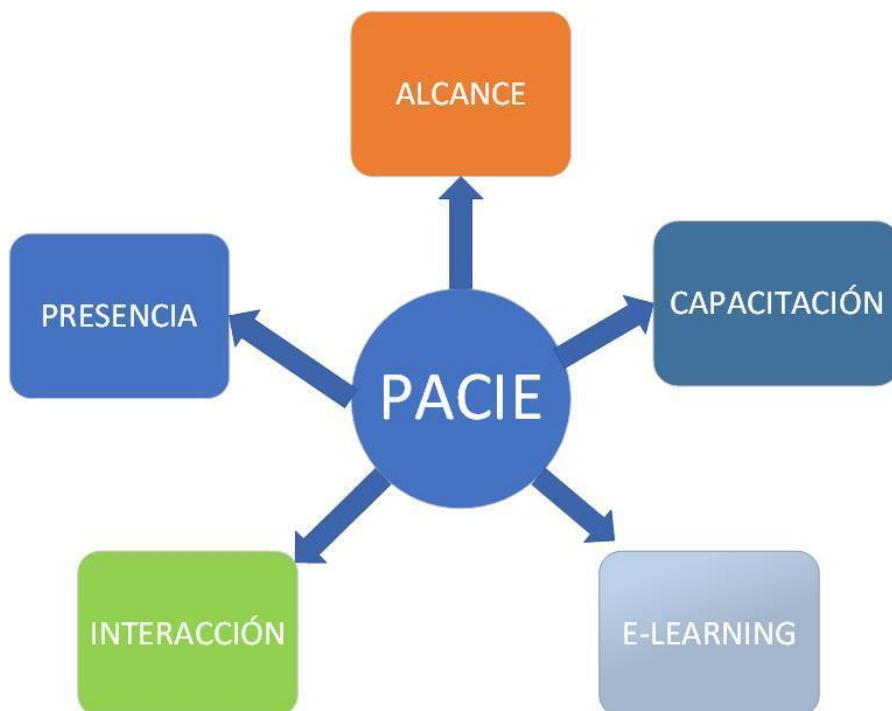 ALCANCE
PRESENCIA
CAPACITACIÓN
PACIE
INTERACCIÓN
E-LEARNING